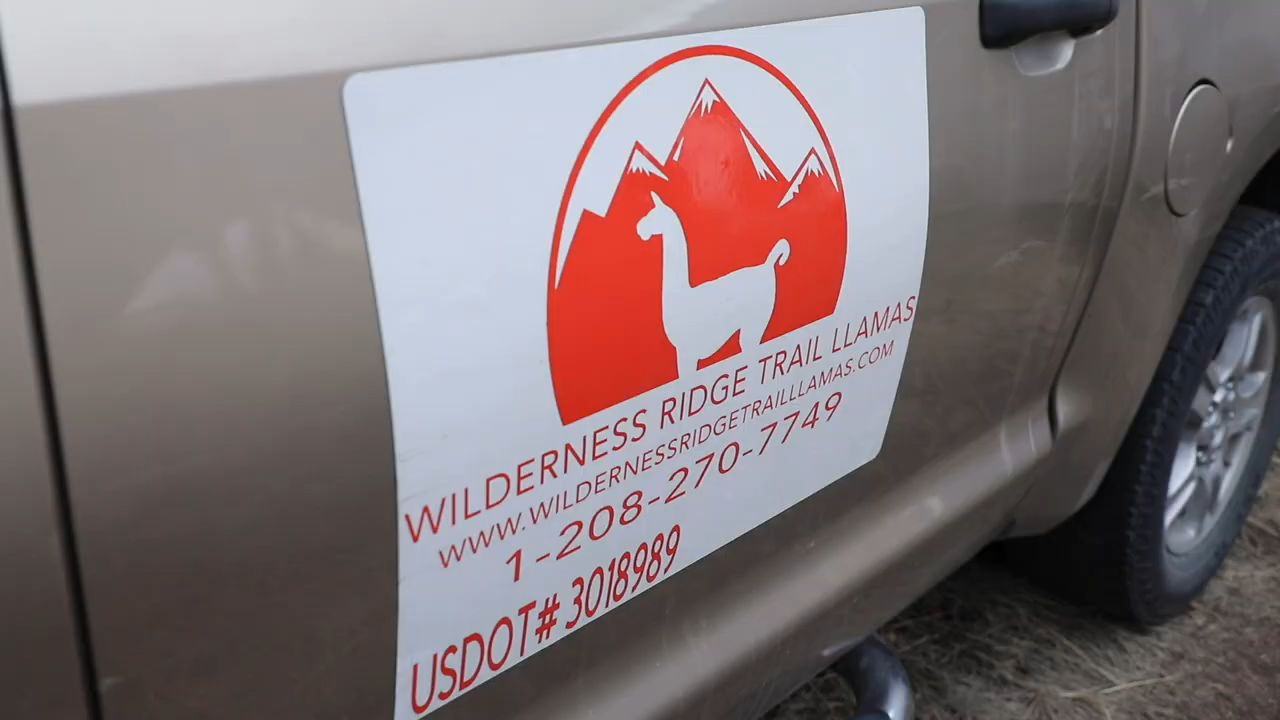 WILDERNESS RIDGE TRAIL LLAMAS
WWW.WILDERNESSRIDGETRAILLLAMAS.COM
1-208-270-7749
USDOT# 3018989